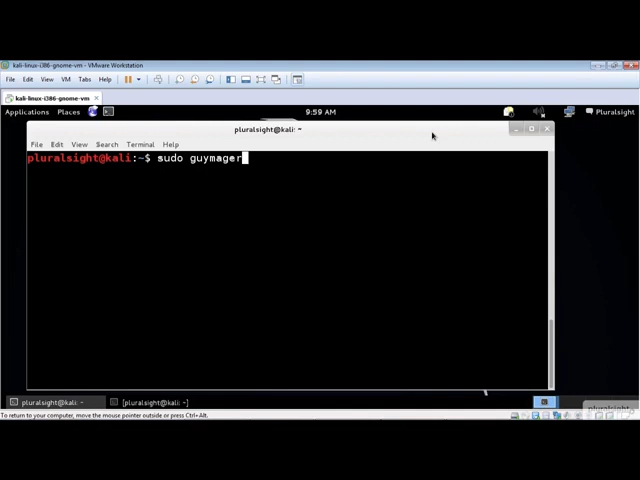 kali-linux-i386-gnome-vm - VMware Workstation
File Edit View VM Tabs Help
kali-linux-i386-gnome-vm ×
Applications Places 9:59 AM Pluralsight
pluralsight@kali: ~
File Edit View Search Terminal Help
pluralsight@kali:~$ sudo guymager
pluralsight@kali: ~ [pluralsight@kali: ~]
pluralsight
To return to your computer, move the mouse pointer outside or press Ctrl+Alt.